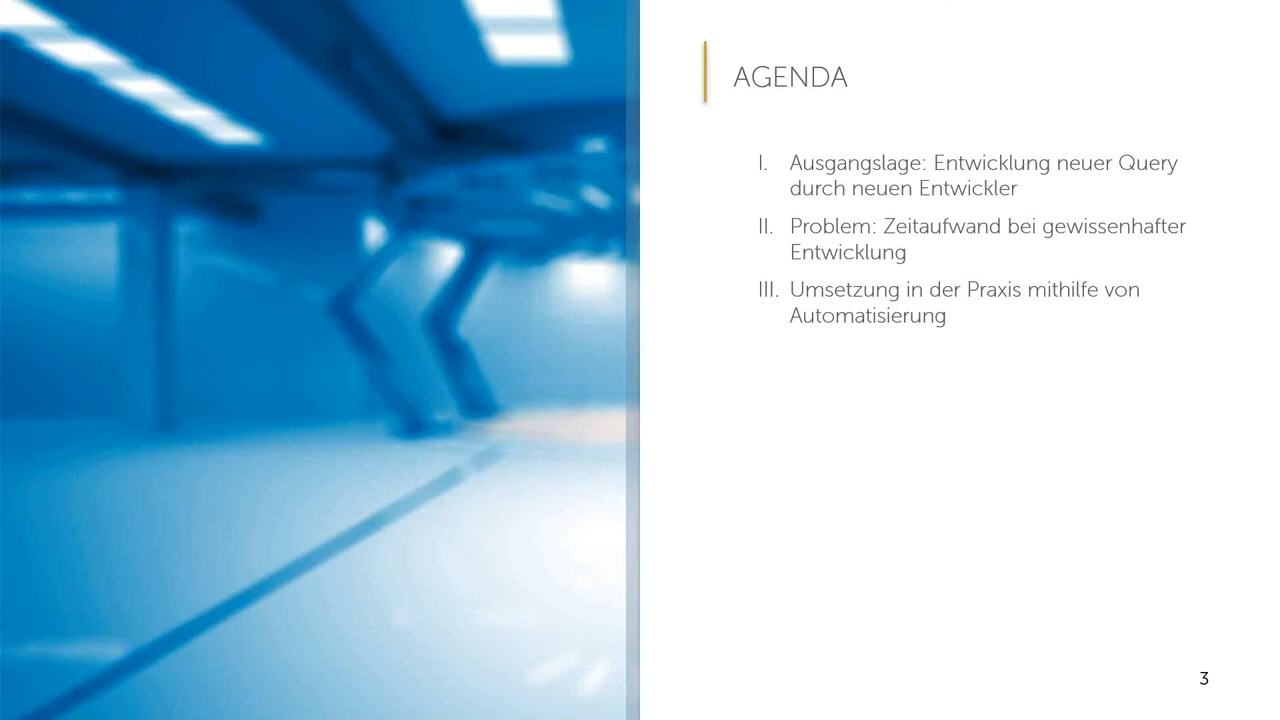 AGENDA
I. Ausgangslage: Entwicklung neuer Query
durch neuen Entwickler
II. Problem: Zeitaufwand bei gewissenhafter
Entwicklung
III. Umsetzung in der Praxis mithilfe von
Automatisierung
3